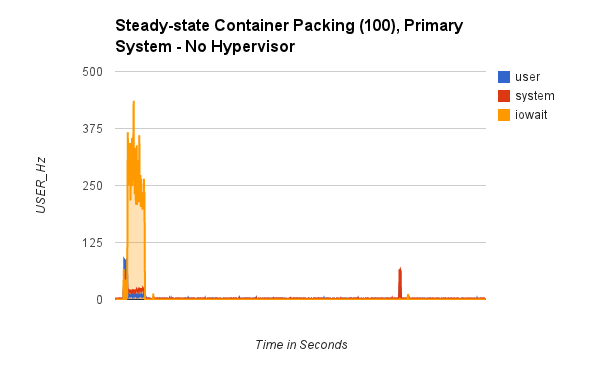 Steady-state Container Packing (100), Primary
System - No Hypervisor
500
375
250
125
0
USER_Hz
Time in Seconds
user
system
iowait